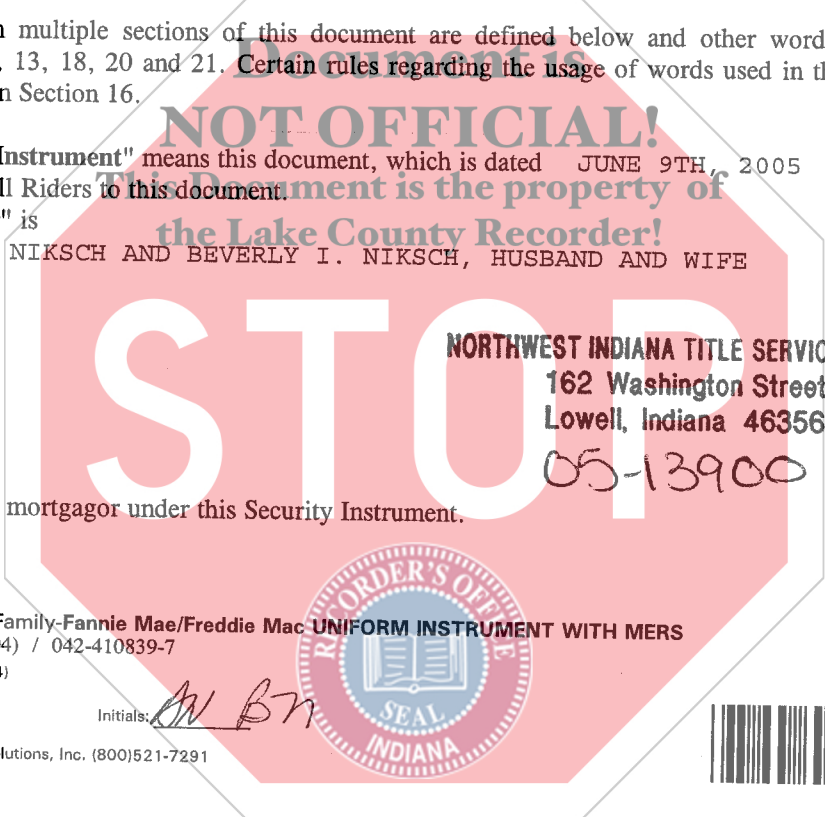 multiple sections of this document are defined below and other word
13, 18, 20 and 21. Certain rules regarding the usage of words used in th
n Section 16.
Document is
NOT OFFICIAL!
Instrument" means this document, which is dated JUNE 9TH, 2005
ll Riders to this document.
This Document is the property of
" is
the Lake County Recorder!
NIKSCH AND BEVERLY I. NIKSCH, HUSBAND AND WIFE
STOP
NORTHWEST INDIANA TITLE SERVIC
162 Washington Street
Lowell, Indiana 46356
05-13900
mortgagor under this Security Instrument.
RECORDER'S OFFICE
Family-Fannie Mae/Freddie Mac UNIFORM INSTRUMENT WITH MERS
4) / 042-410839-7
SEAL
INDIANA
Initials: BN
lutions, Inc. (800)521-7291